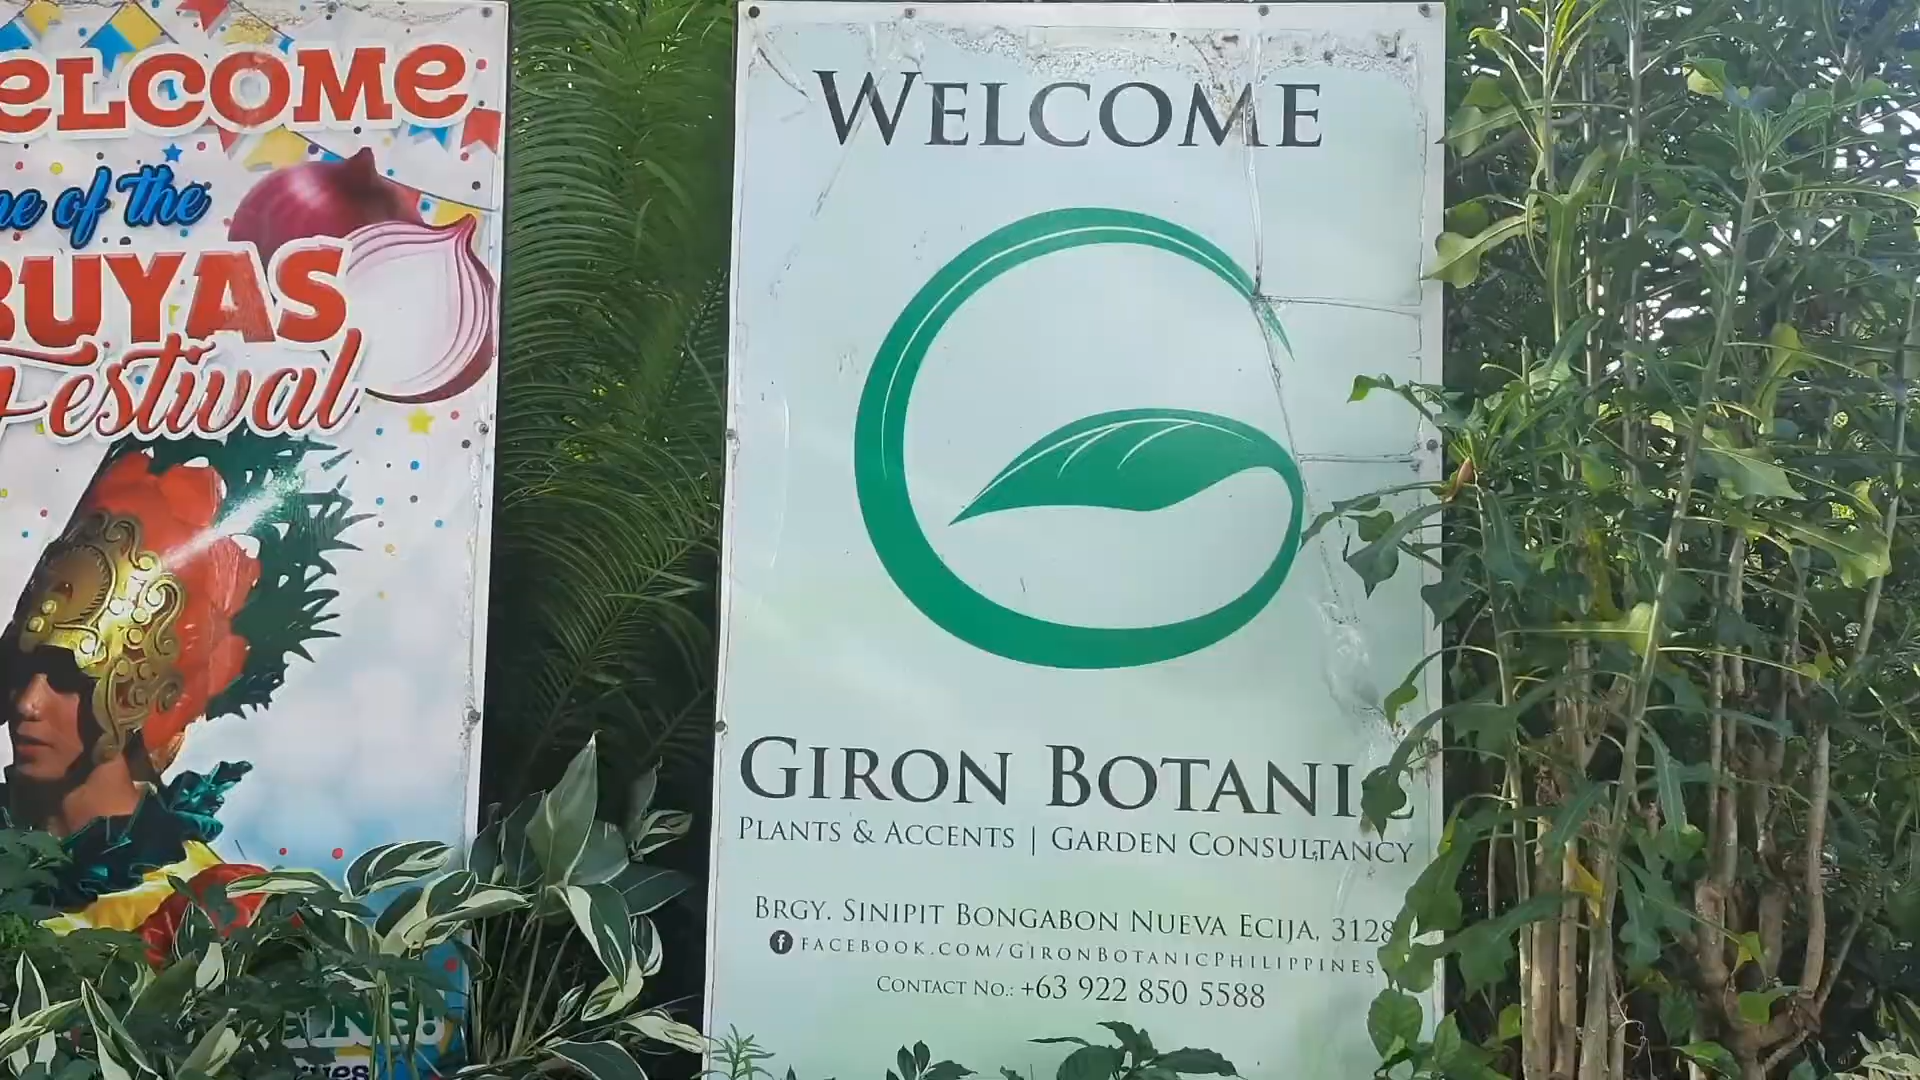 WELCOME
of the
BUYAS
Festival
WELCOME
GIRON BOTANIC
PLANTS & ACCENTS | GARDEN CONSULTANCY
BRGY. SINIPIT BONGABON NUEVA ECIJA, 3128
FACEBOOK.COM/GIRONBOTANICPHILIPPINES
CONTACT NO.: +63 922 850 5588